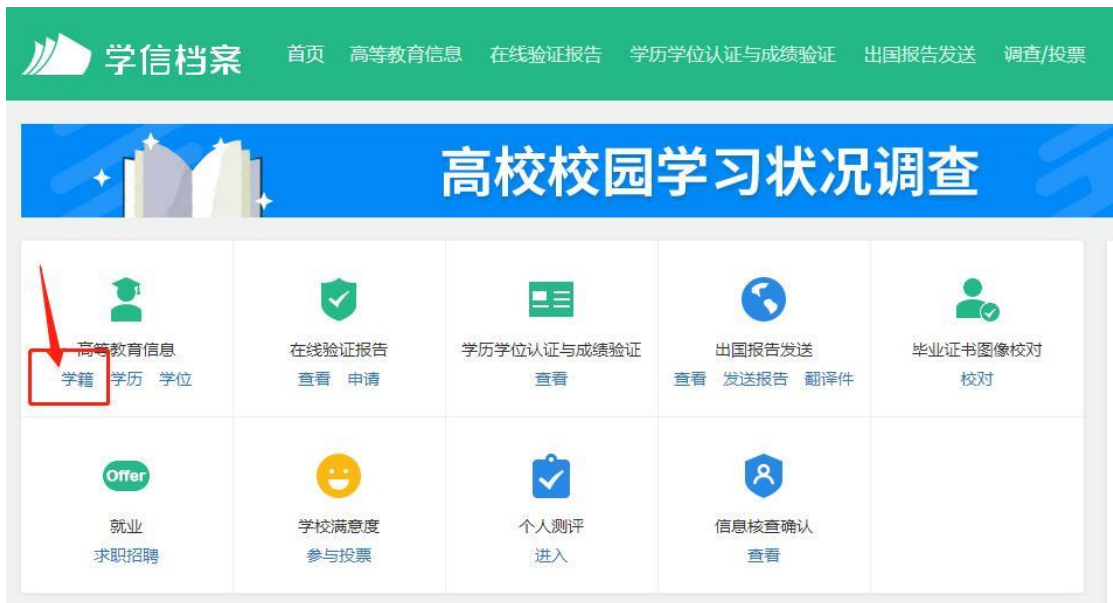 学信档案 首页 高等教育信息 在线验证报告 学历学位认证与成绩验证 出国报告发送 调查/投票
高校校园学习状况调查
高等教育信息 在线验证报告 学历学位认证与成绩验证 出国报告发送 毕业证书图像校对
学籍 学历 学位 查看 申请 查看 查看 发送报告 翻译件 校对
Offer
就业 学校满意度 个人测评 信息核查确认
求职招聘 参与投票 进入 查看